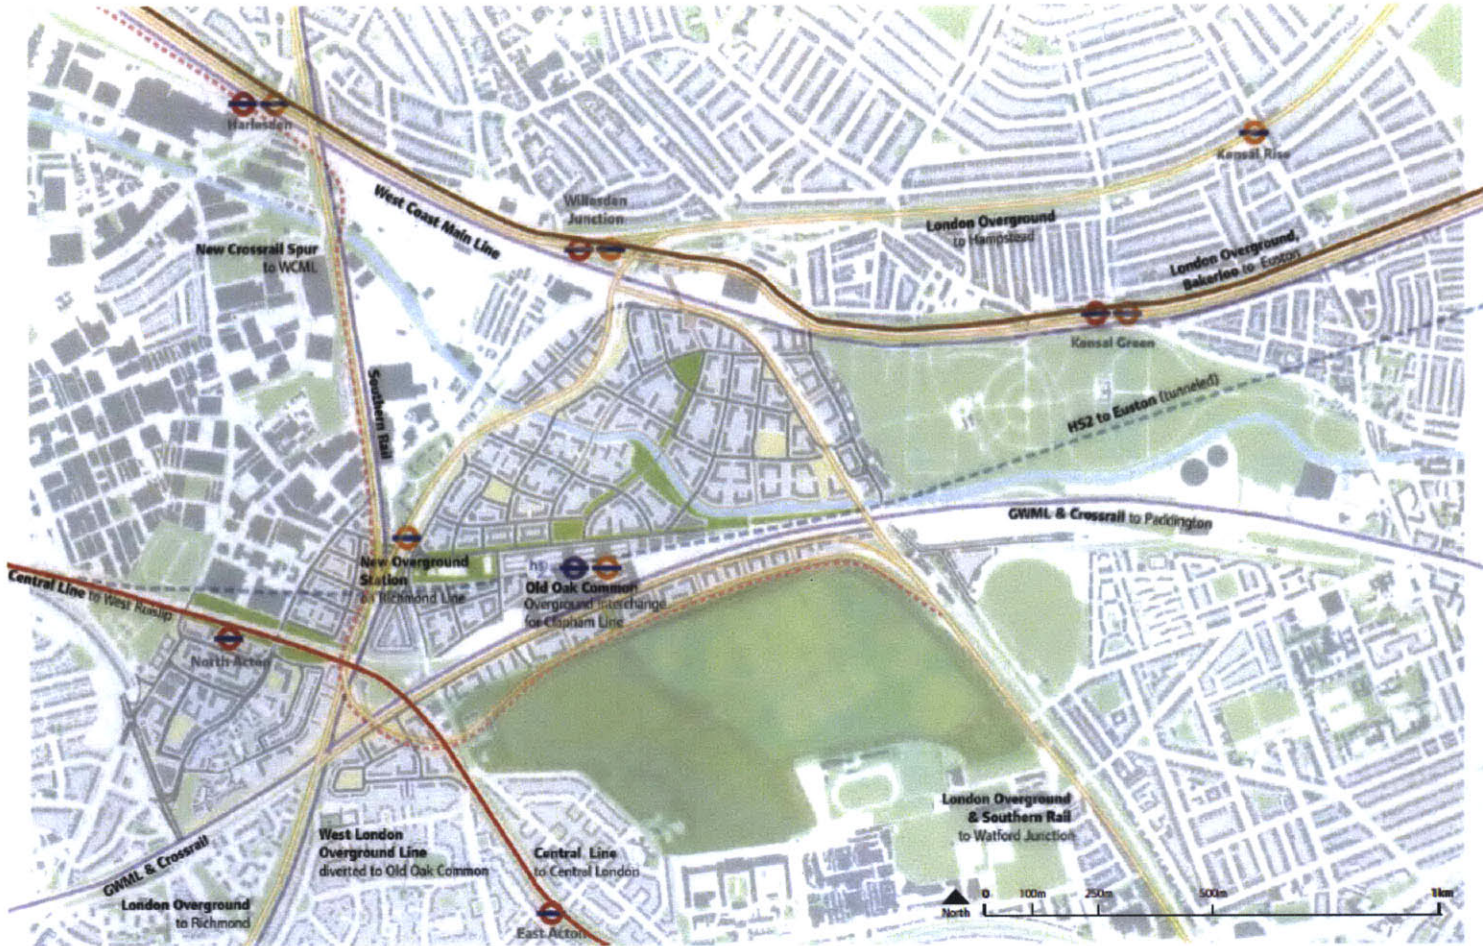 Harlesden
Willesden
Junction
Kensal Rise
West Coast Main Line
London Overground
to Hampstead
New Crossrail Spur
to WCML
London Overground,
Bakerloo to Euston
Kensal Green
Southern Rail
HS2 to Euston (tunneled)
GWML & Crossrail to Paddington
New Overground
Station
on Richmond Line
hs
Old Oak Common
Overground interchange
for Clapham Line
Central Line to West Ruislip
North Acton
London Overground
& Southern Rail
to Watford Junction
West London
Overground Line
diverted to Old Oak Common
Central Line
to Central London
GWML & Crossrail
London Overground
to Richmond
East Acton
North
0 100m 250m 500m 1km